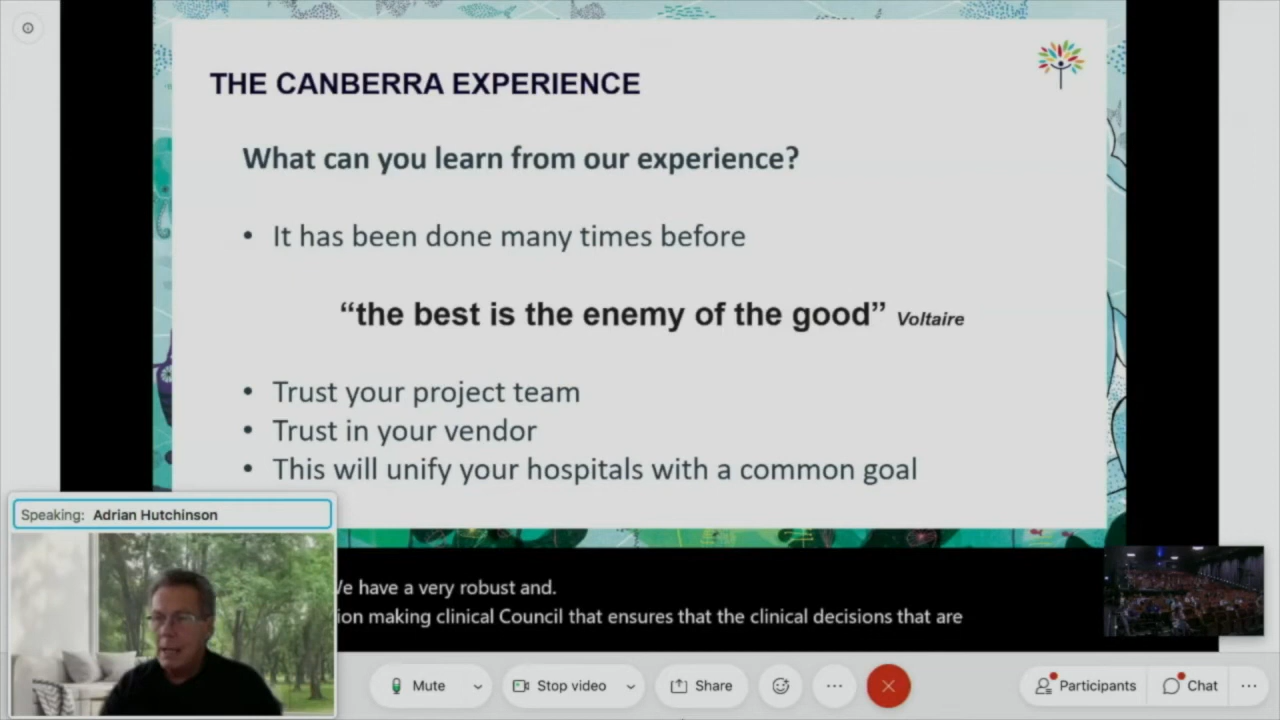 THE CANBERRA EXPERIENCE
What can you learn from our experience?
• It has been done many times before
“the best is the enemy of the good” Voltaire
• Trust your project team
• Trust in your vendor
• This will unify your hospitals with a common goal
Speaking: Adrian Hutchinson
have a very robust and.
making clinical Council that ensures that the clinical decisions that are
Mute
Stop video
Share
Participants
Chat